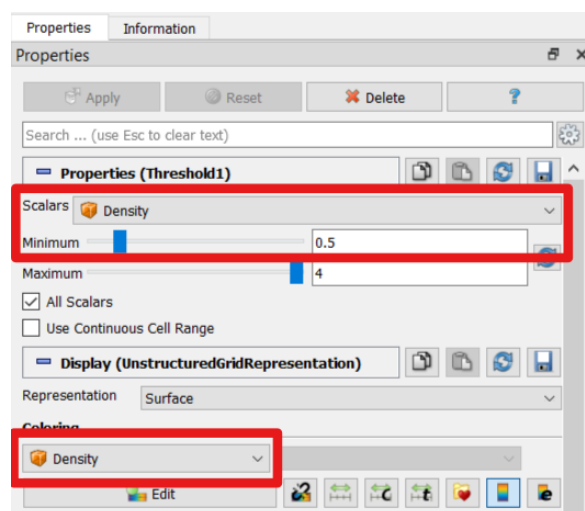 Properties Information
Properties
Apply Reset Delete ?
Search ... (use Esc to clear text)
Properties (Threshold1)
Scalars Density
Minimum 0.5
Maximum 4
All Scalars
Use Continuous Cell Range
Display (UnstructuredGridRepresentation)
Representation Surface
Coloring
Density
Edit c t e